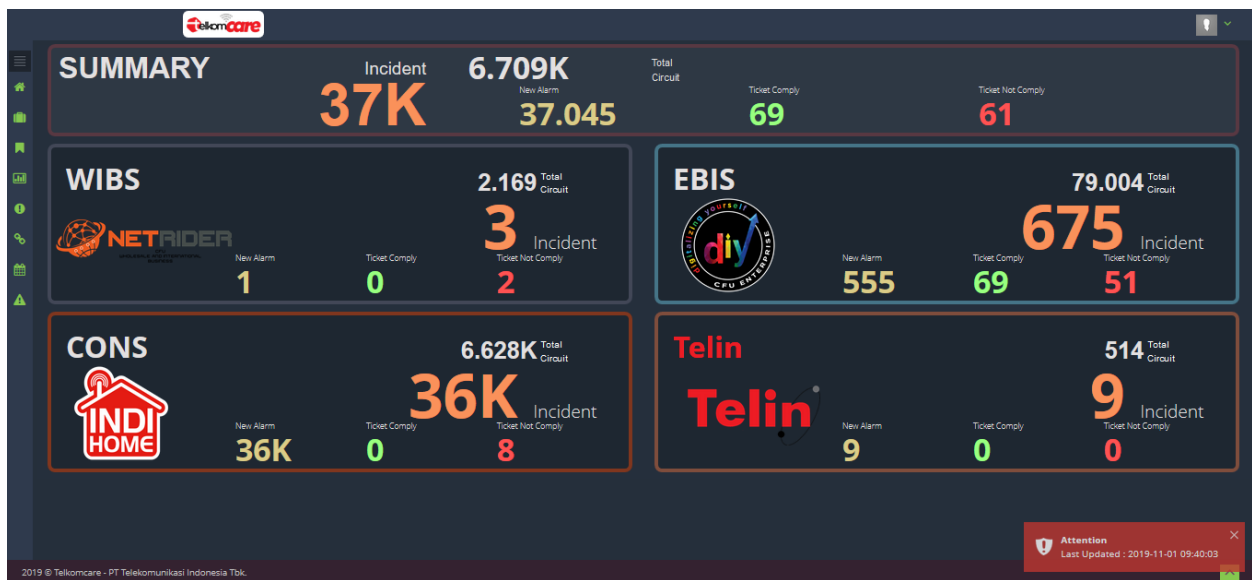 Telkomcare
SUMMARY
Incident
37K
6.709K
Total
Circuit
New Alarm
37.045
Ticket Comply
69
Ticket Not Comply
61
WIBS
2.169 Total
Circuit
NETRIDER
3 Incident
New Alarm
1
Ticket Comply
0
Ticket Not Comply
2
EBIS
79.004 Total
Circuit
digitalizing yourself
diy
CFU ENTERPRISE
675 Incident
New Alarm
555
Ticket Comply
69
Ticket Not Comply
51
CONS
6.628K Total
Circuit
INDI
HOME
36K Incident
New Alarm
36K
Ticket Comply
0
Ticket Not Comply
8
Telin
514 Total
Circuit
Telin
9 Incident
New Alarm
9
Ticket Comply
0
Ticket Not Comply
0
Attention
Last Updated : 2019-11-01 09:40:03
2019 © Telkomcare - PT Telekomunikasi Indonesia Tbk.